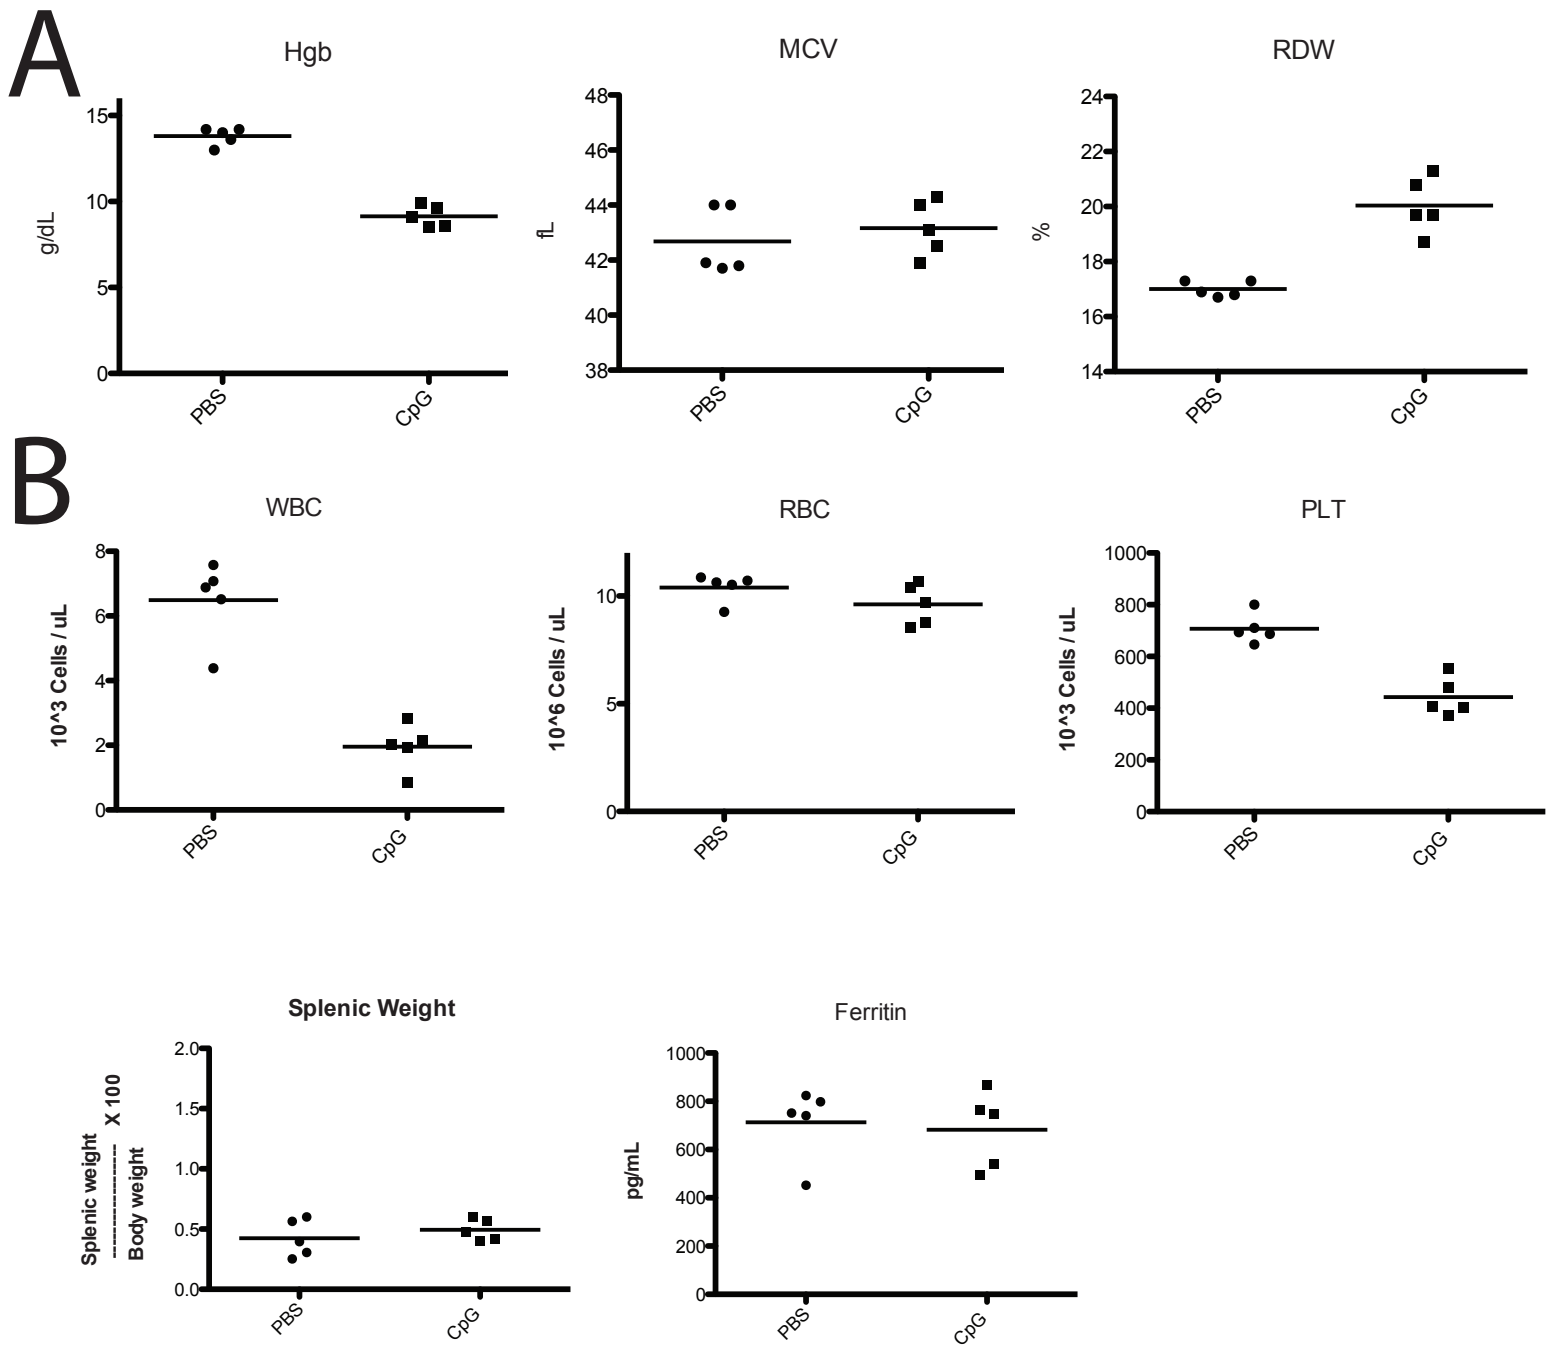 A
Hgb
MCV
RDW
15
10
5
0
g/dL
PBS
CpG
48
46
44
42
40
38
fL
PBS
CpG
24
22
20
18
16
14
%
PBS
CpG
B
WBC
RBC
PLT
8
6
4
2
0
10^3 Cells / uL
PBS
CpG
10
5
0
10^6 Cells / uL
PBS
CpG
1000
800
600
400
200
0
10^3 Cells / uL
PBS
CpG
Splenic Weight
Ferritin
2.0
1.5
1.0
0.5
0.0
Splenic weight
------------- X 100
Body weight
PBS
CpG
1000
800
600
400
200
0
pg/mL
PBS
CpG